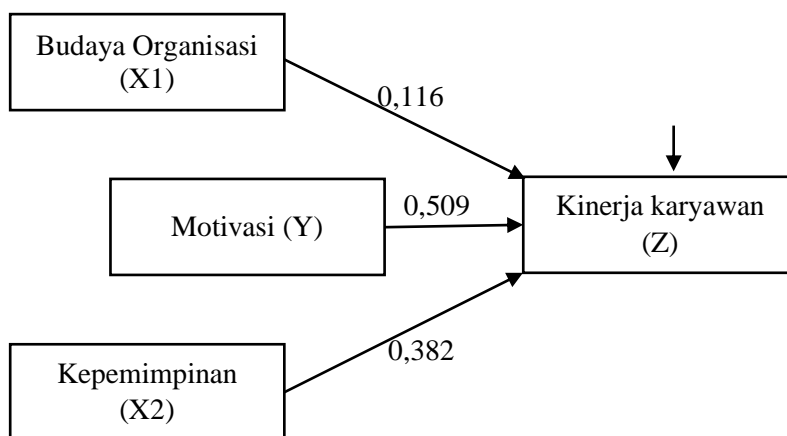 Budaya Organisasi
(X1)
0,116
Motivasi (Y)
0,509
Kinerja karyawan
(Z)
0,382
Kepemimpinan
(X2)